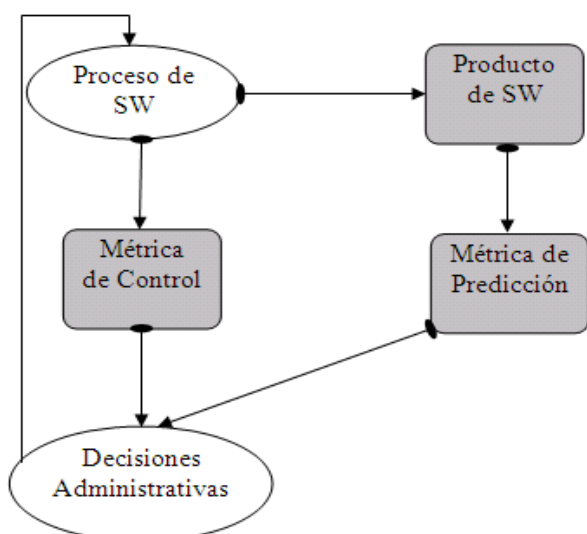 Proceso de
SW
Producto
de SW
Métrica
de Control
Métrica de
Predicción
Decisiones
Administrativas